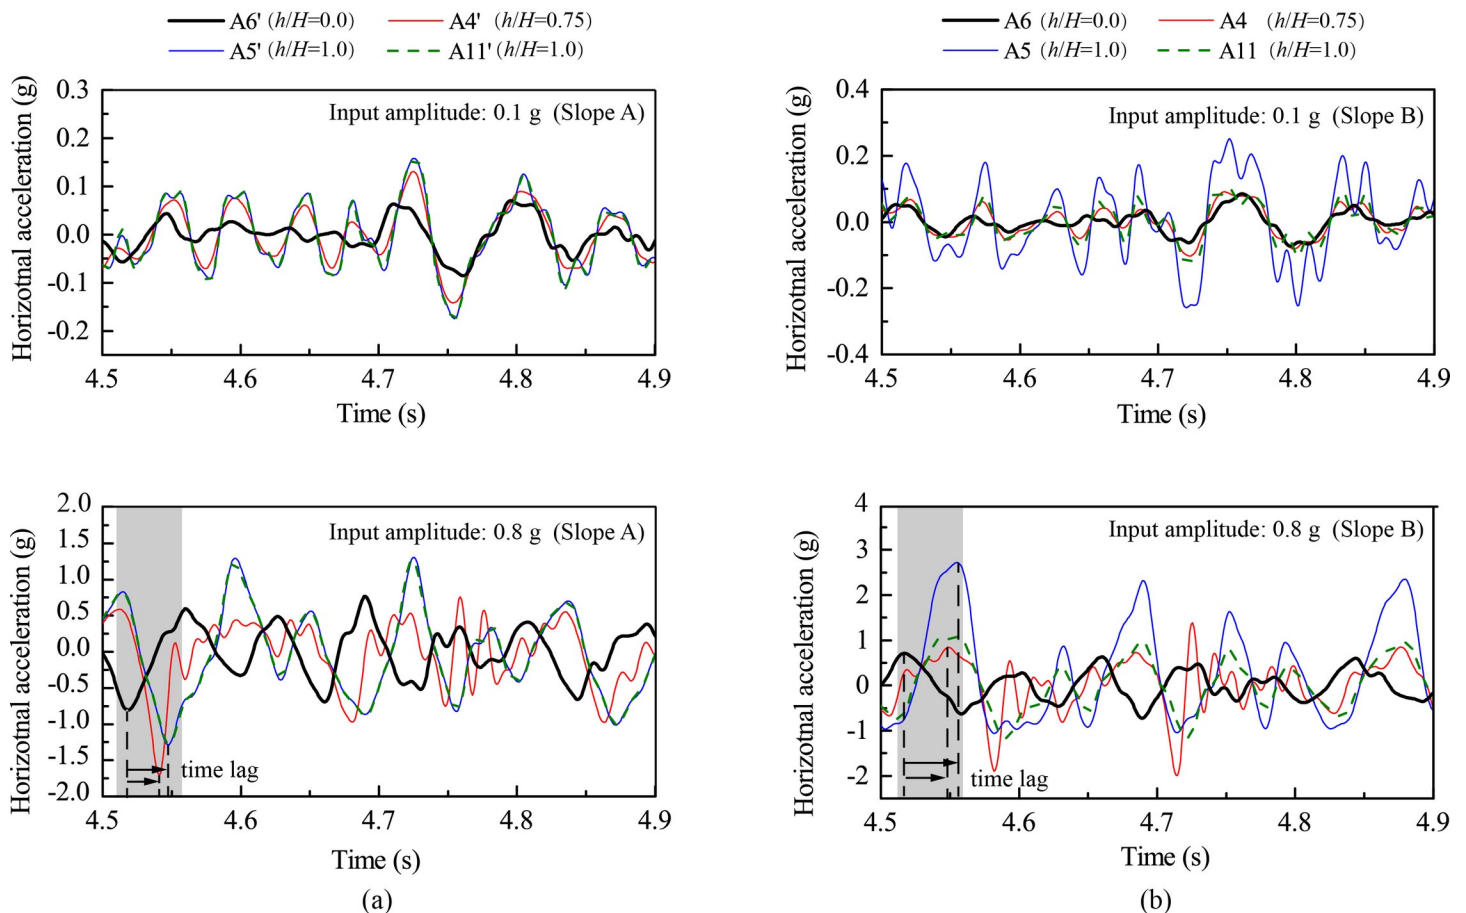 A6' (h/H=0.0) A4' (h/H=0.75)
A5' (h/H=1.0) A11' (h/H=1.0)
Horizotnal acceleration (g)
0.3
0.2
0.1
0.0
-0.1
-0.2
Input amplitude: 0.1 g (Slope A)
4.5 4.6 4.7 4.8 4.9
Time (s)
A6 (h/H=0.0) A4 (h/H=0.75)
A5 (h/H=1.0) A11 (h/H=1.0)
Horizotnal acceleration (g)
0.4
0.2
0.0
-0.2
-0.4
Input amplitude: 0.1 g (Slope B)
4.5 4.6 4.7 4.8 4.9
Time (s)
Horizotnal acceleration (g)
2.0
1.5
1.0
0.5
0.0
-0.5
-1.0
-1.5
-2.0
Input amplitude: 0.8 g (Slope A)
time lag
4.5 4.6 4.7 4.8 4.9
Time (s)
(a)
Horizotnal acceleration (g)
4
3
2
1
0
-1
-2
Input amplitude: 0.8 g (Slope B)
time lag
4.5 4.6 4.7 4.8 4.9
Time (s)
(b)